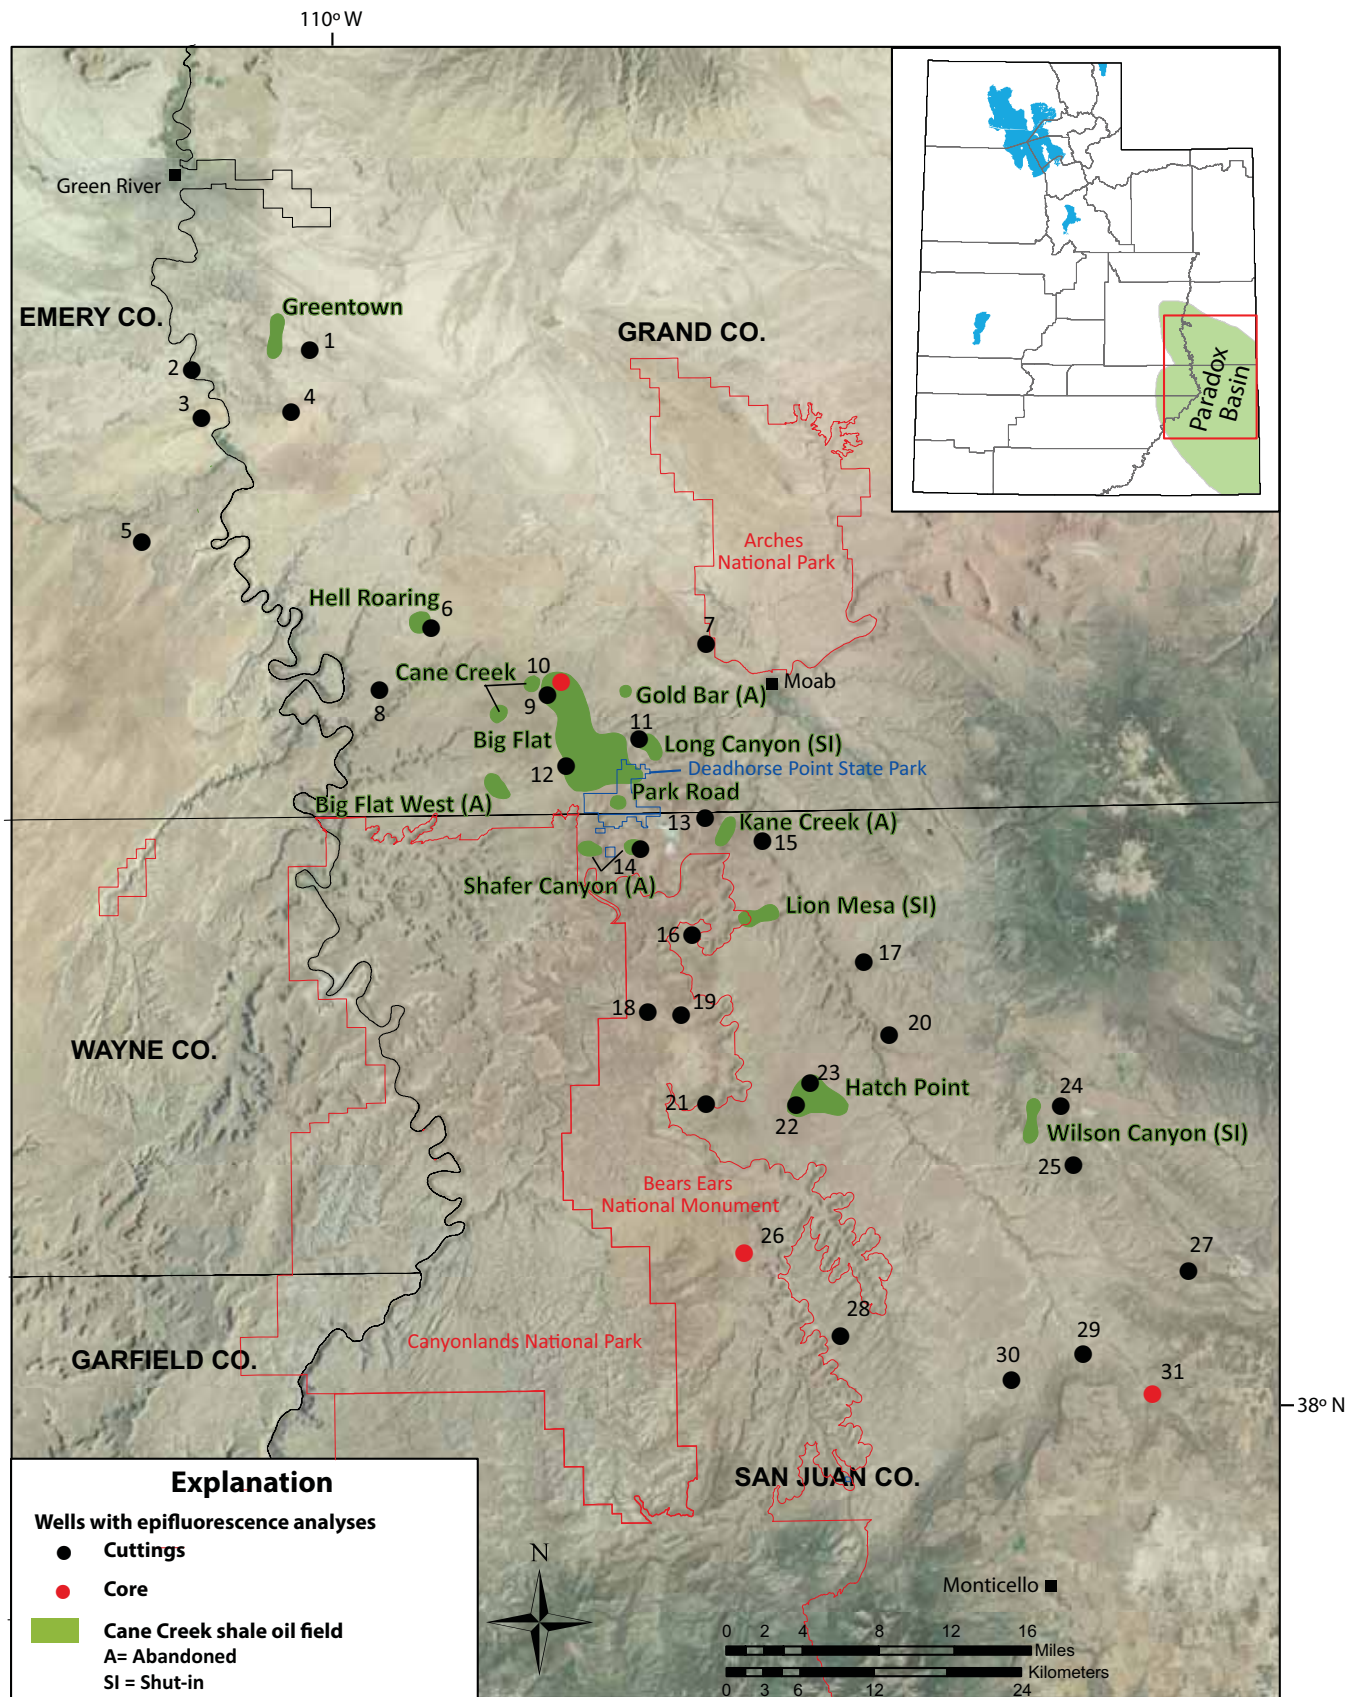 110º W
Green River
EMERY CO.
Greentown
GRAND CO.
1
2
3
4
5
Paradox
Basin
Arches
National Park
Hell Roaring
6
7
Cane Creek
10
Moab
8
9
Gold Bar (A)
11
Big Flat
Long Canyon (SI)
12
Deadhorse Point State Park
Big Flat West (A)
Park Road
13
Kane Creek (A)
15
14
Shafer Canyon (A)
Lion Mesa (SI)
16
17
18
19
20
WAYNE CO.
23
Hatch Point
21
22
24
Wilson Canyon (SI)
25
Bears Ears
National Monument
26
27
28
Canyonlands National Park
29
GARFIELD CO.
30
31
38º N
SAN JUAN CO.
Explanation
Wells with epifluorescence analyses
Cuttings
Core
Cane Creek shale oil field
A= Abandoned
SI = Shut-in
N
Monticello
0 2 4 8 12 16
Miles
Kilometers
0 3 6 12 24